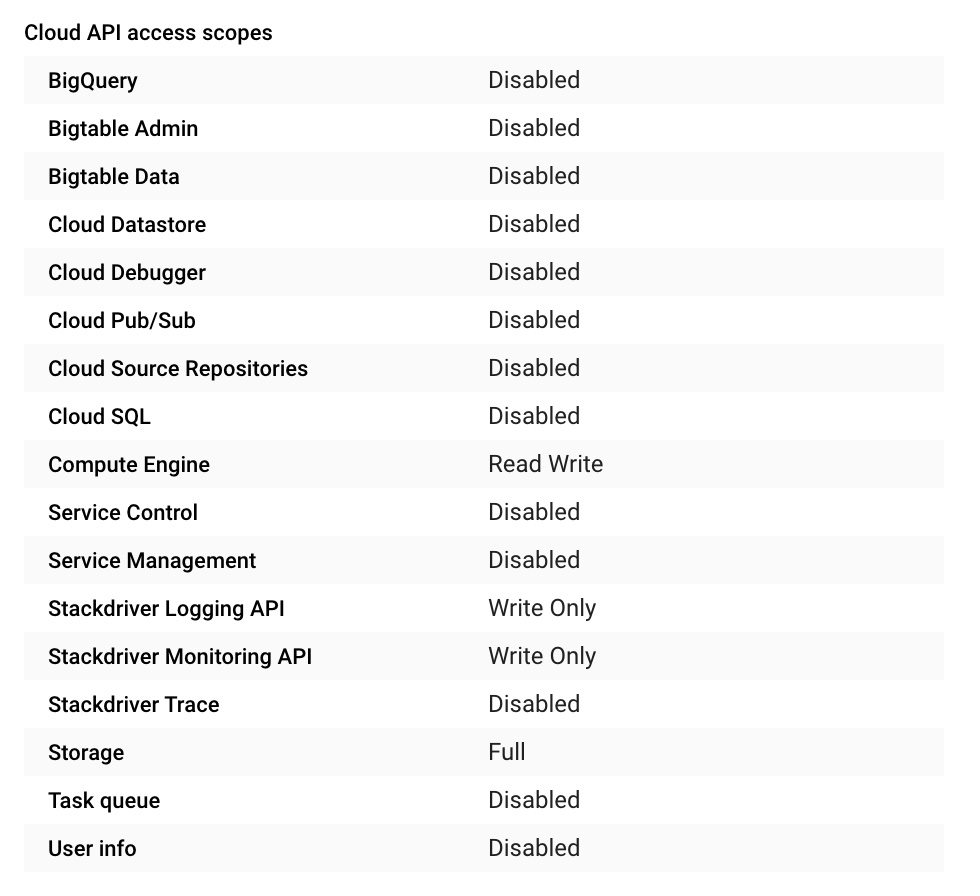 Cloud API access scopes
BigQuery Disabled
Bigtable Admin Disabled
Bigtable Data Disabled
Cloud Datastore Disabled
Cloud Debugger Disabled
Cloud Pub/Sub Disabled
Cloud Source Repositories Disabled
Cloud SQL Disabled
Compute Engine Read Write
Service Control Disabled
Service Management Disabled
Stackdriver Logging API Write Only
Stackdriver Monitoring API Write Only
Stackdriver Trace Disabled
Storage Full
Task queue Disabled
User info Disabled